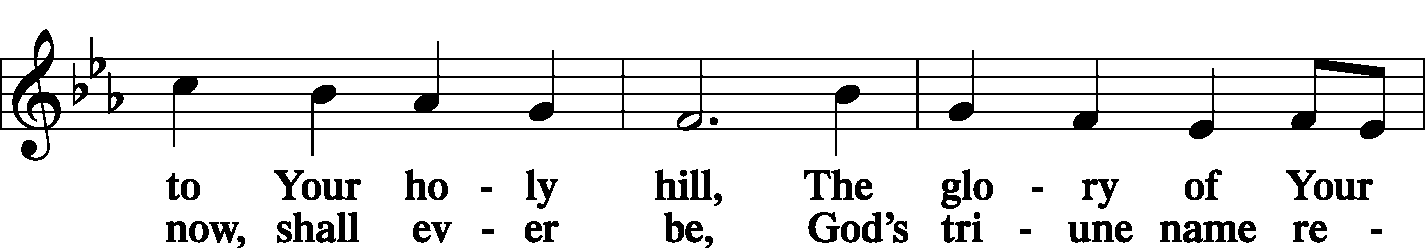 to Your ho - ly hill, The glo - ry of Your
now, shall ev - er be, God's tri - une name re -